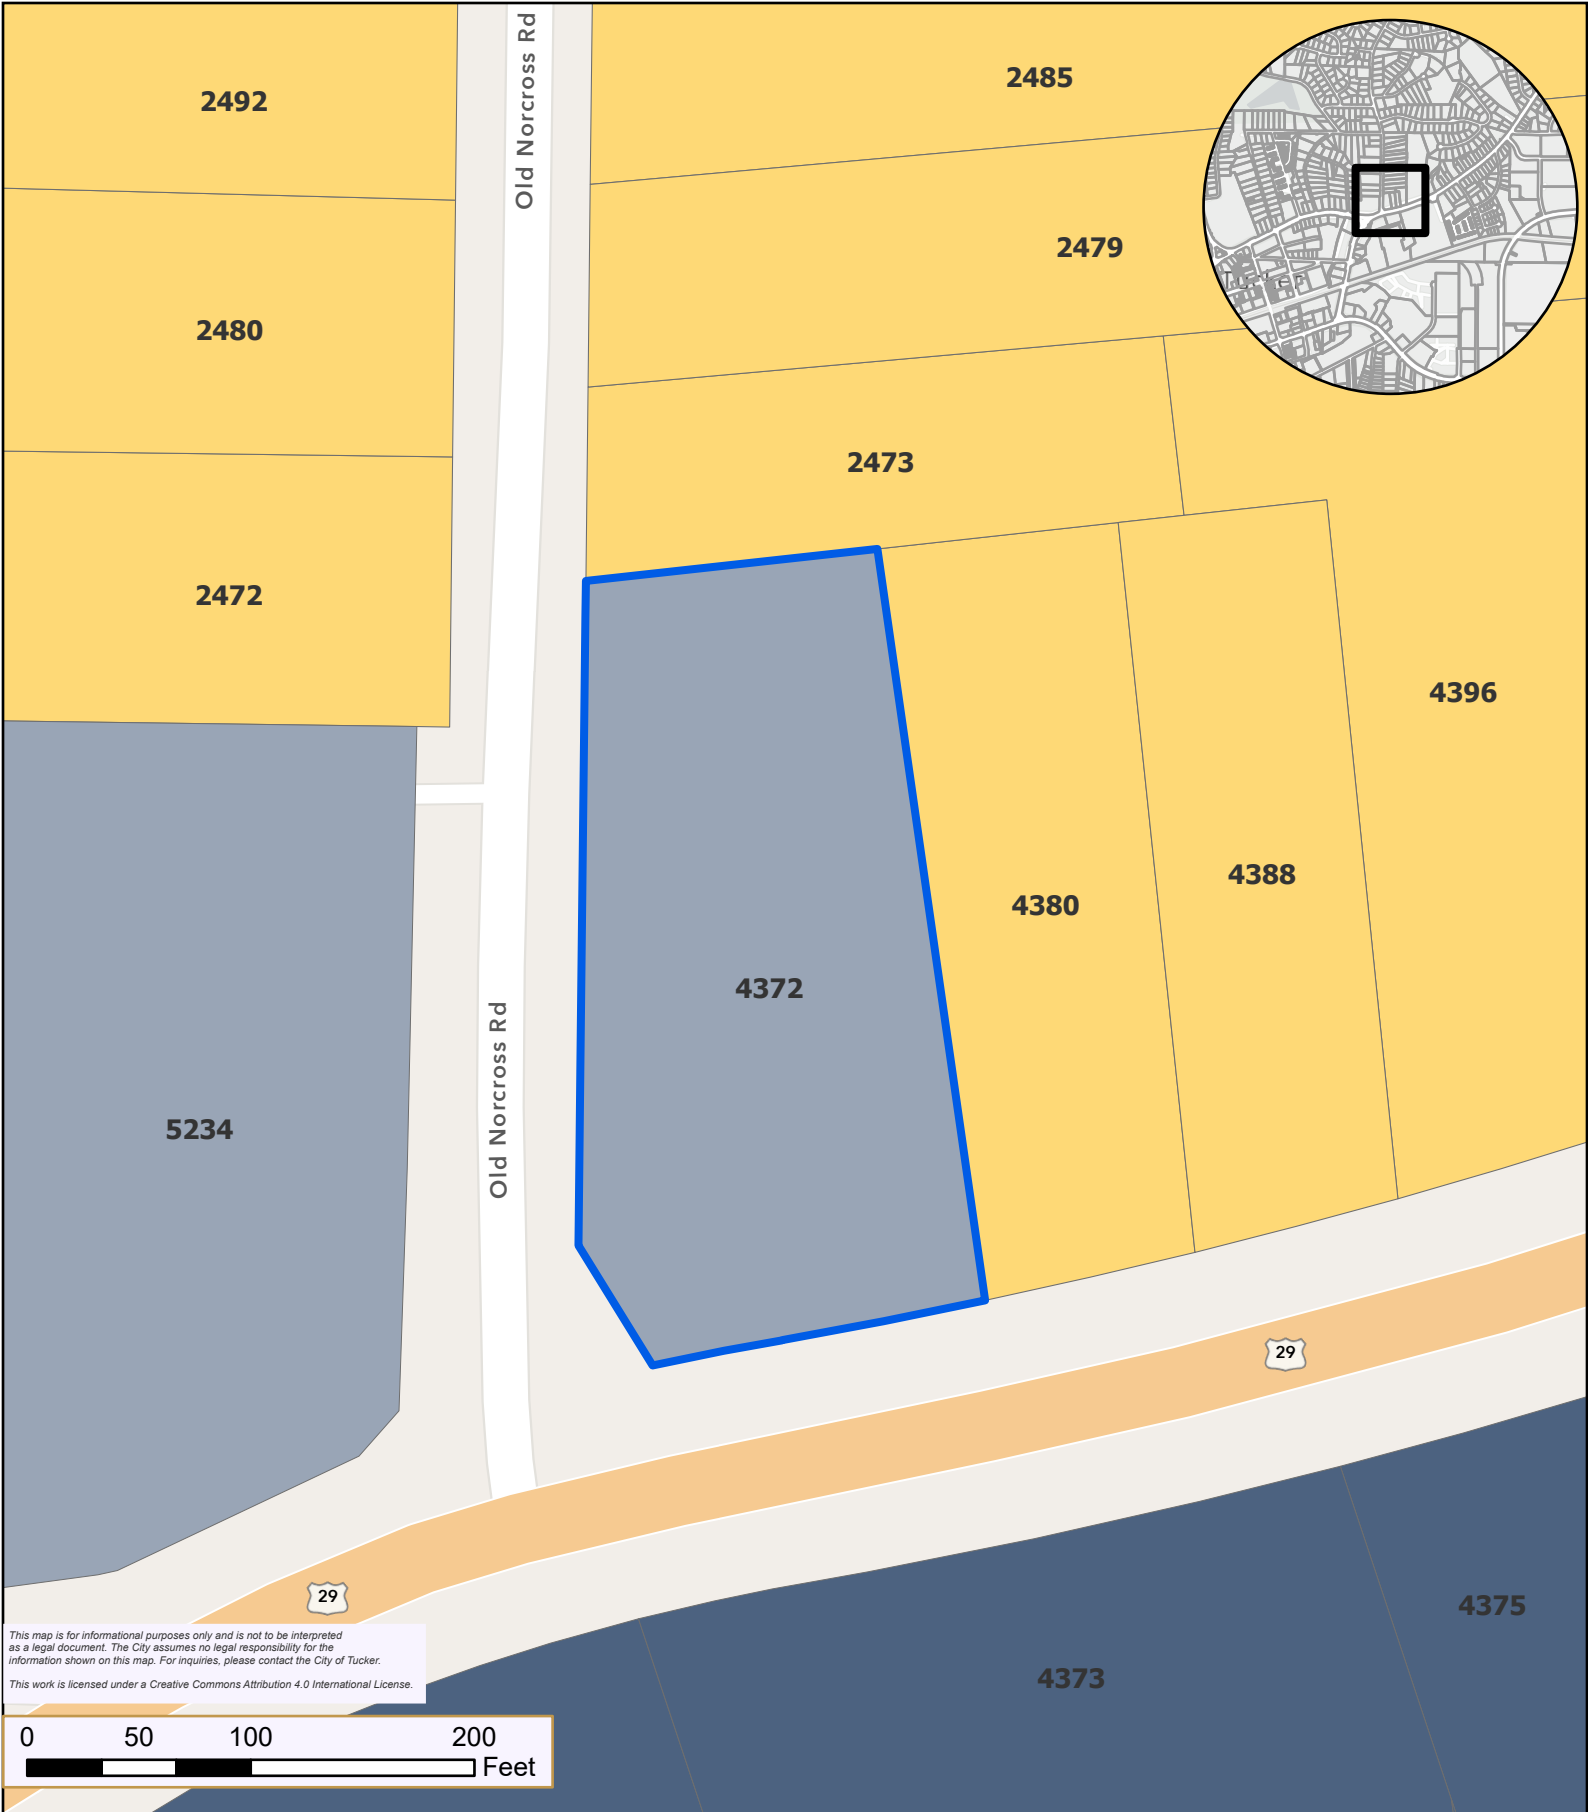 Old Norcross Rd
2492
2485
2479
Tucker
2480
2473
2472
4396
4388
4380
4372
Old Norcross Rd
5234
29
29
4375
4373
This map is for informational purposes only and is not to be interpreted
as a legal document. The City assumes no legal responsibility for the
information shown on this map. For inquiries, please contact the City of Tucker.
This work is licensed under a Creative Commons Attribution 4.0 International License.
0 50 100 200
Feet